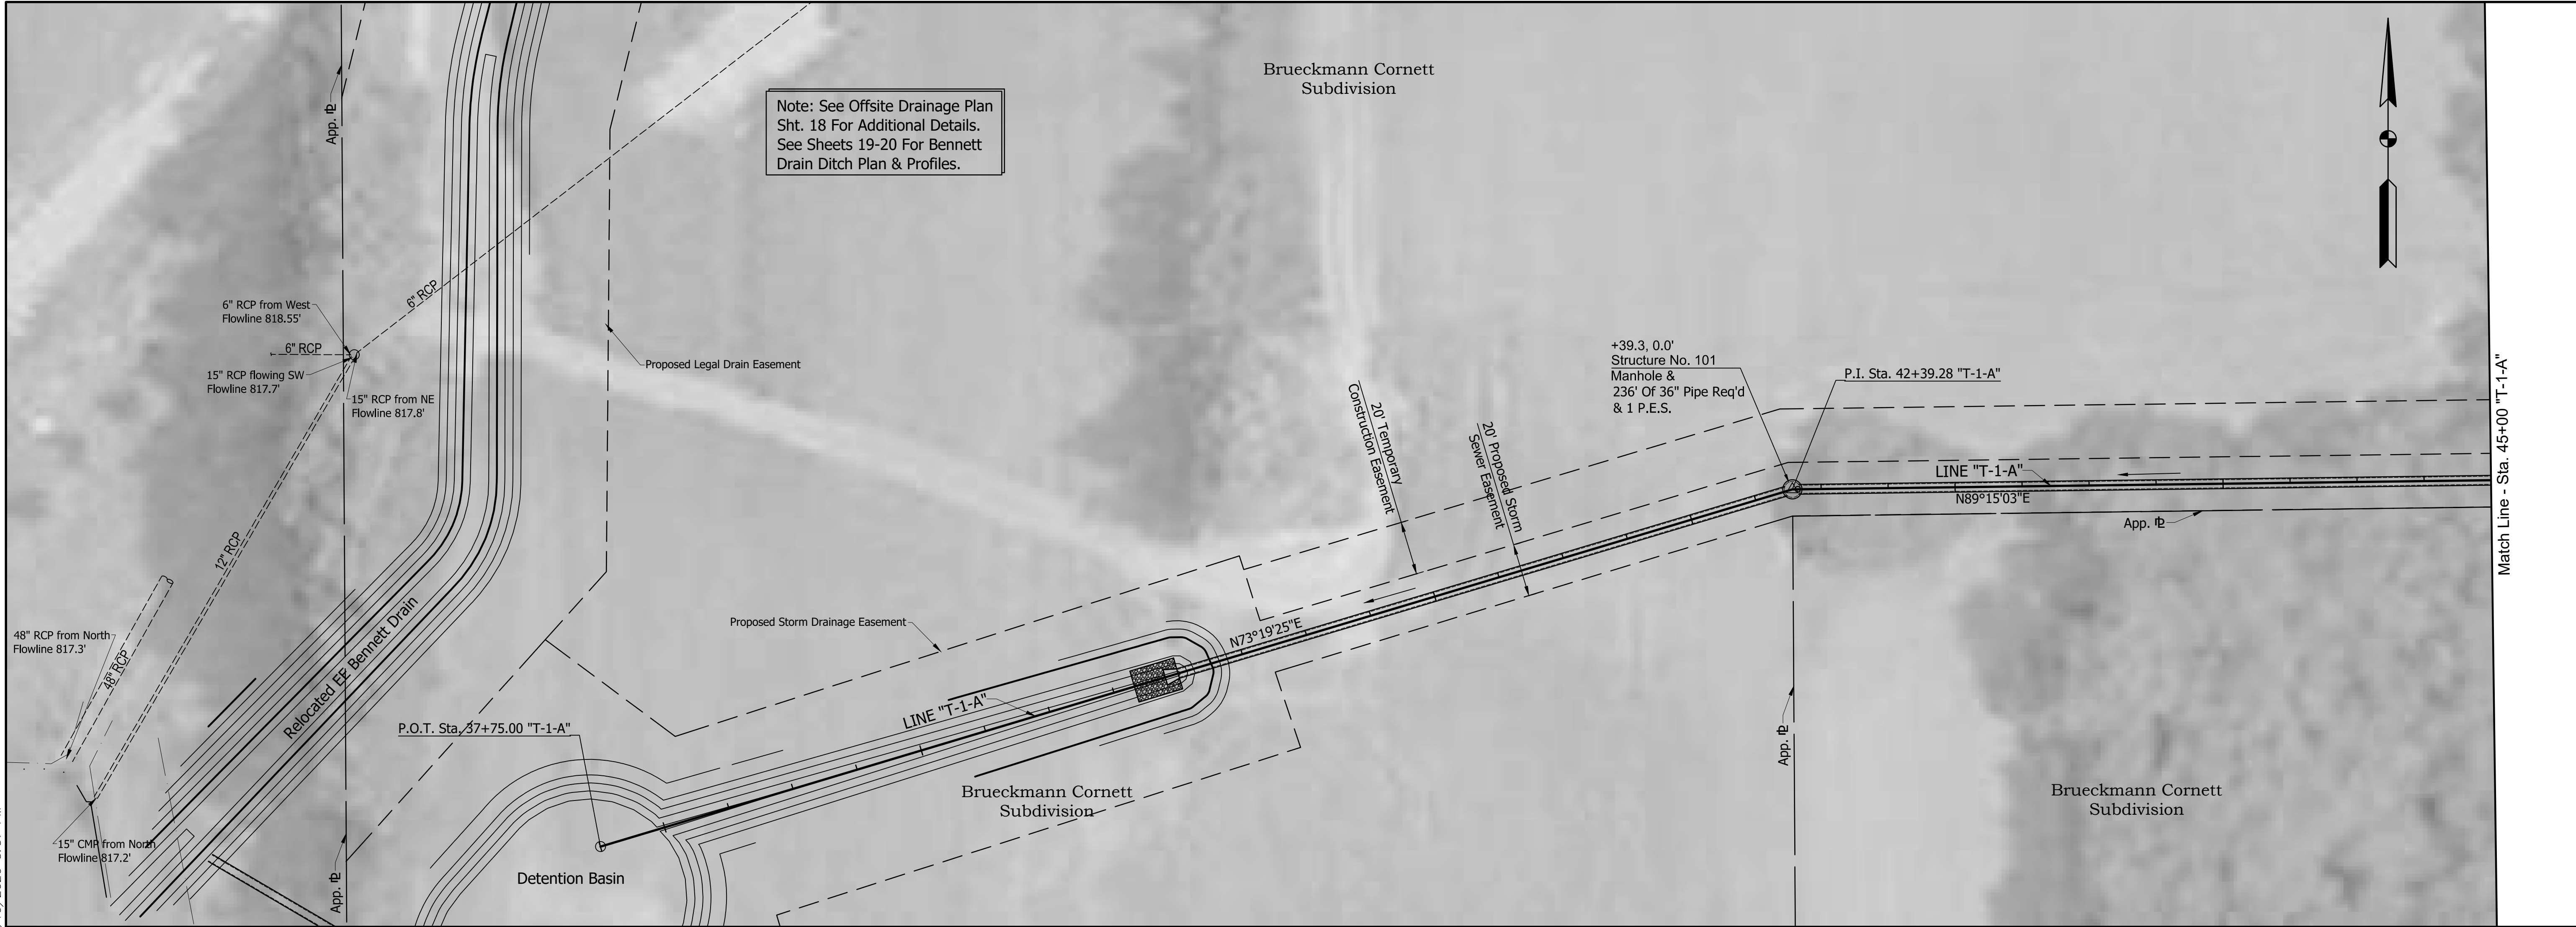 Brueckmann Cornett
Subdivision
Note: See Offsite Drainage Plan
Sht. 18 For Additional Details.
See Sheets 19-20 For Bennett
Drain Ditch Plan & Profiles.
App. ⅊
6" RCP
6" RCP from West
Flowline 818.55'
6" RCP
15" RCP flowing SW
Flowline 817.7'
15" RCP from NE
Flowline 817.8'
Proposed Legal Drain Easement
12" RCP
48" RCP from North
Flowline 817.3'
48" RCP
Relocated EF Bennett Drain
15" CMP from North
Flowline 817.2'
App. ⅊
P.O.T. Sta. 37+75.00 "T-1-A"
Detention Basin
Proposed Storm Drainage Easement
LINE "T-1-A"
Brueckmann Cornett
Subdivision
N73°19'25"E
20' Temporary
Construction Easement
20' Proposed Storm
Sewer Easement
+39.3, 0.0'
Structure No. 101
Manhole &
236' Of 36" Pipe Req'd
& 1 P.E.S.
P.I. Sta. 42+39.28 "T-1-A"
LINE "T-1-A"
N89°15'03"E
App. ⅊
App. ⅊
Brueckmann Cornett
Subdivision
Match Line - Sta. 45+00 "T-1-A"